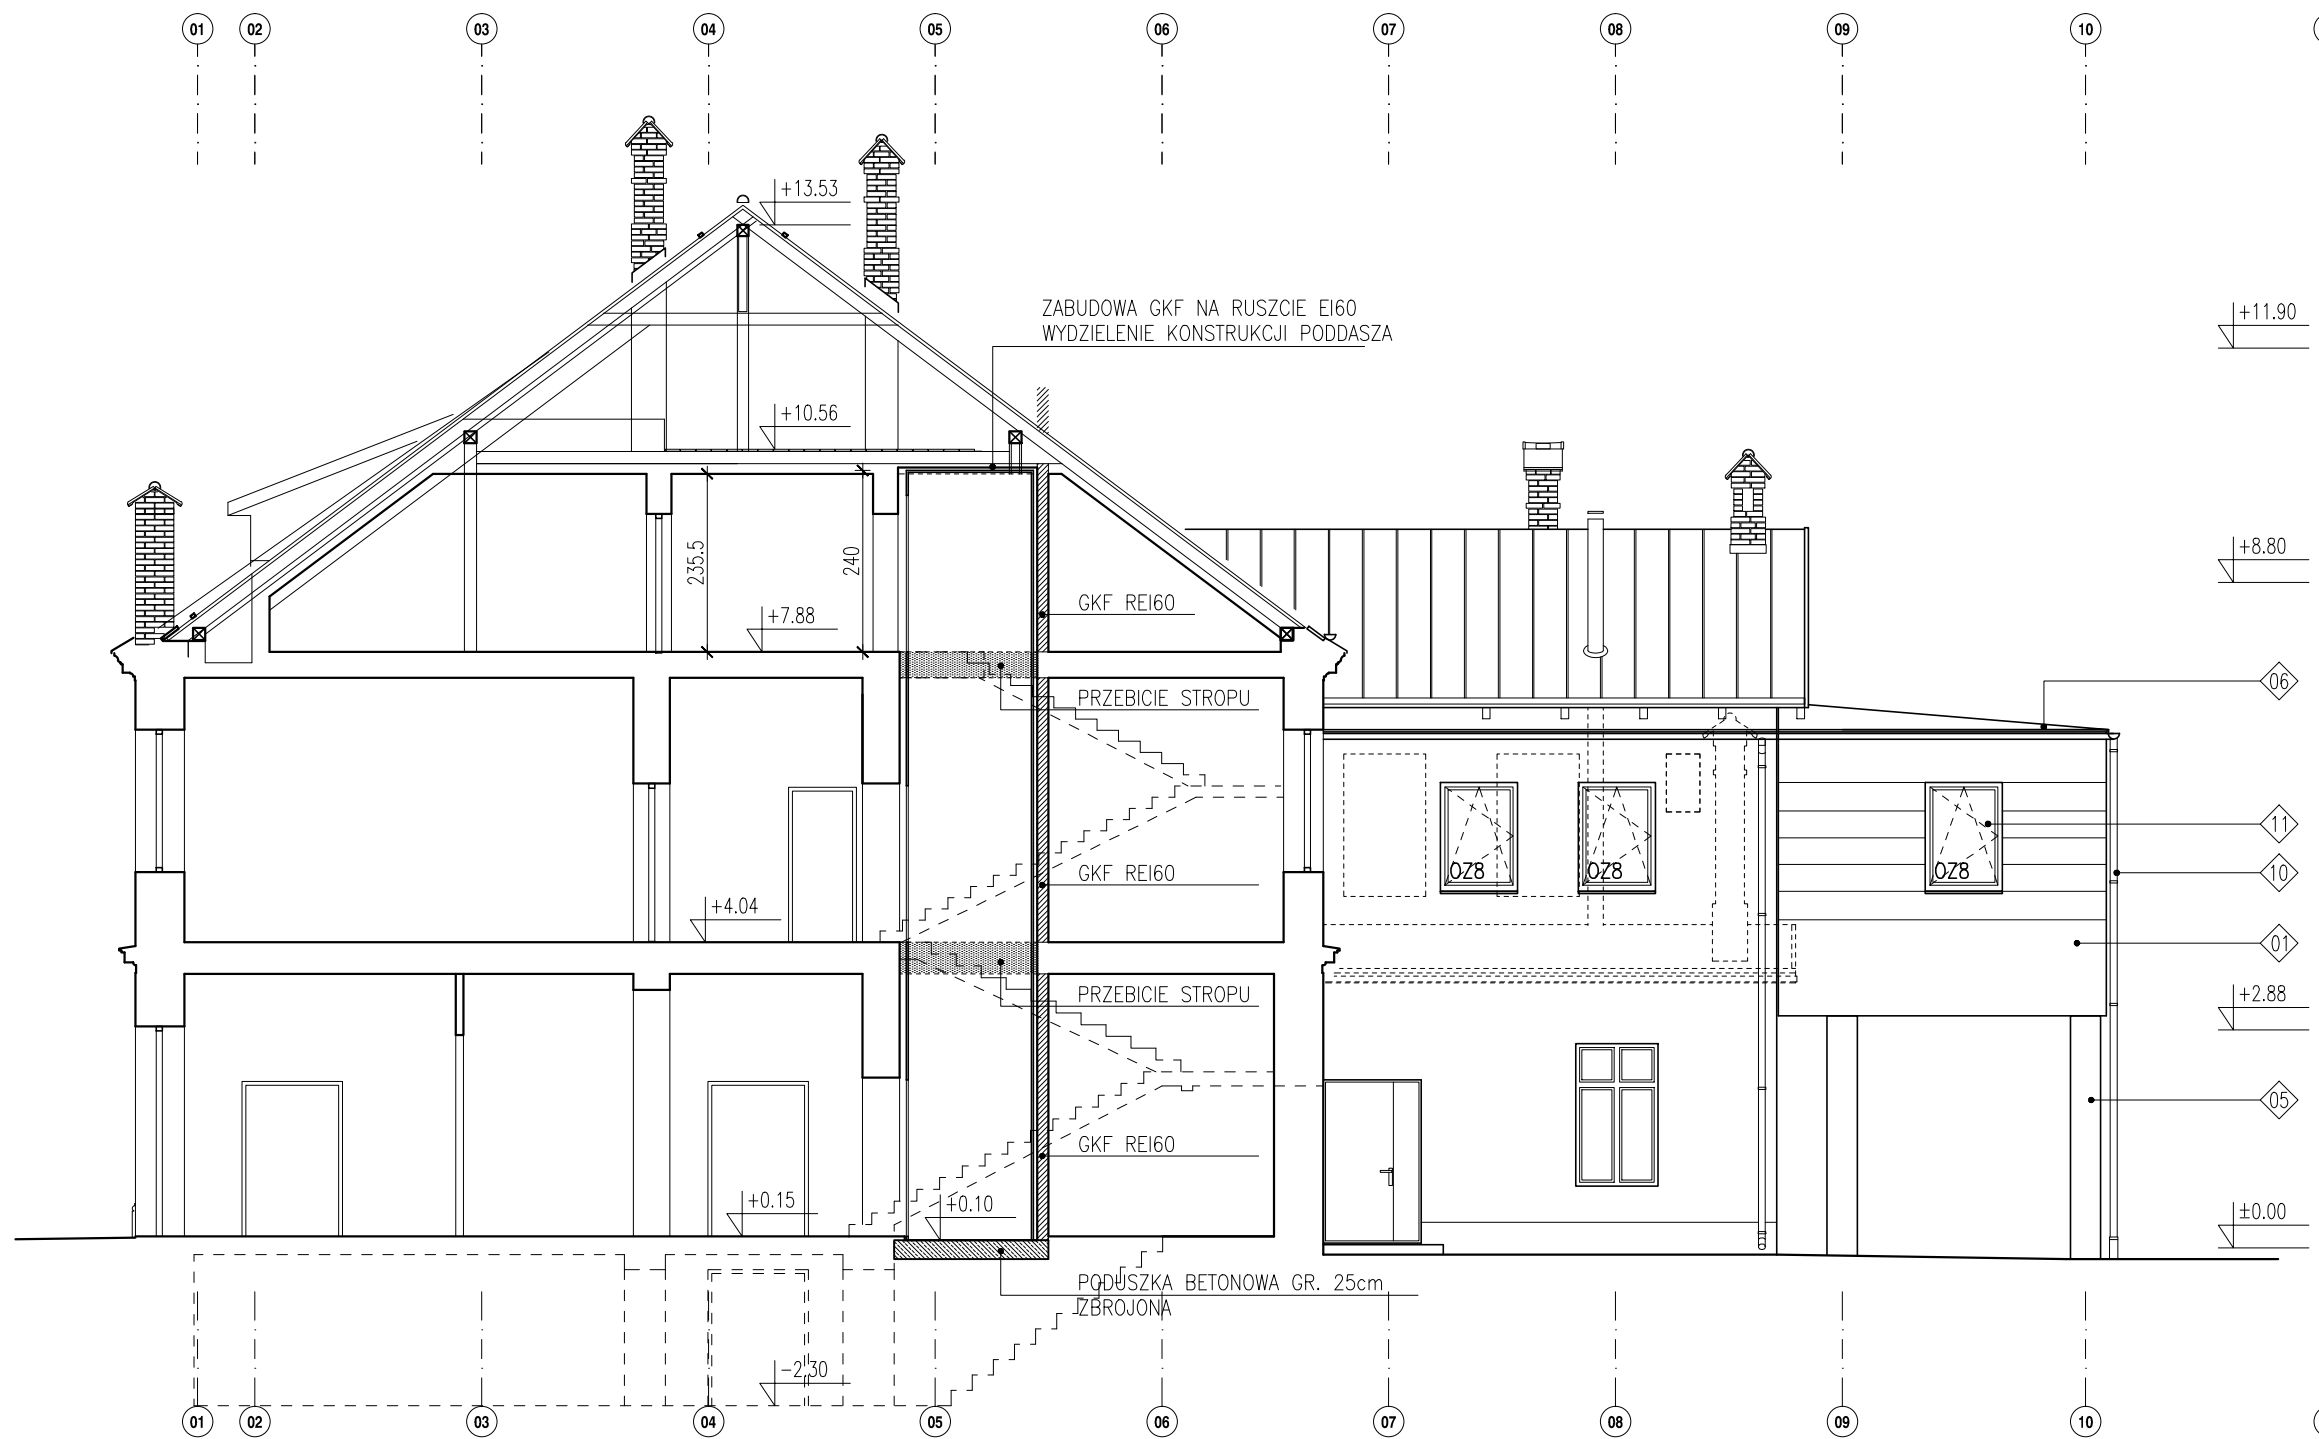 01 02 03 04 05 06 07 08 09 10
+13.53
ZABUDOWA GKF NA RUSZCIE EI60
WYDZIELENIE KONSTRUKCJI PODDASZA
+11.90
+10.56
235.5
240
+8.80
GKF REI60
+7.88
06
PRZEBICIE STROPU
11
OZ8 OZ8 OZ8
GKF REI60
10
+4.04
01
PRZEBICIE STROPU
+2.88
05
GKF REI60
+0.15
+0.10
±0.00
PODUSZKA BETONOWA GR. 25cm
ZBROJONA
-2.30
01 02 03 04 05 06 07 08 09 10